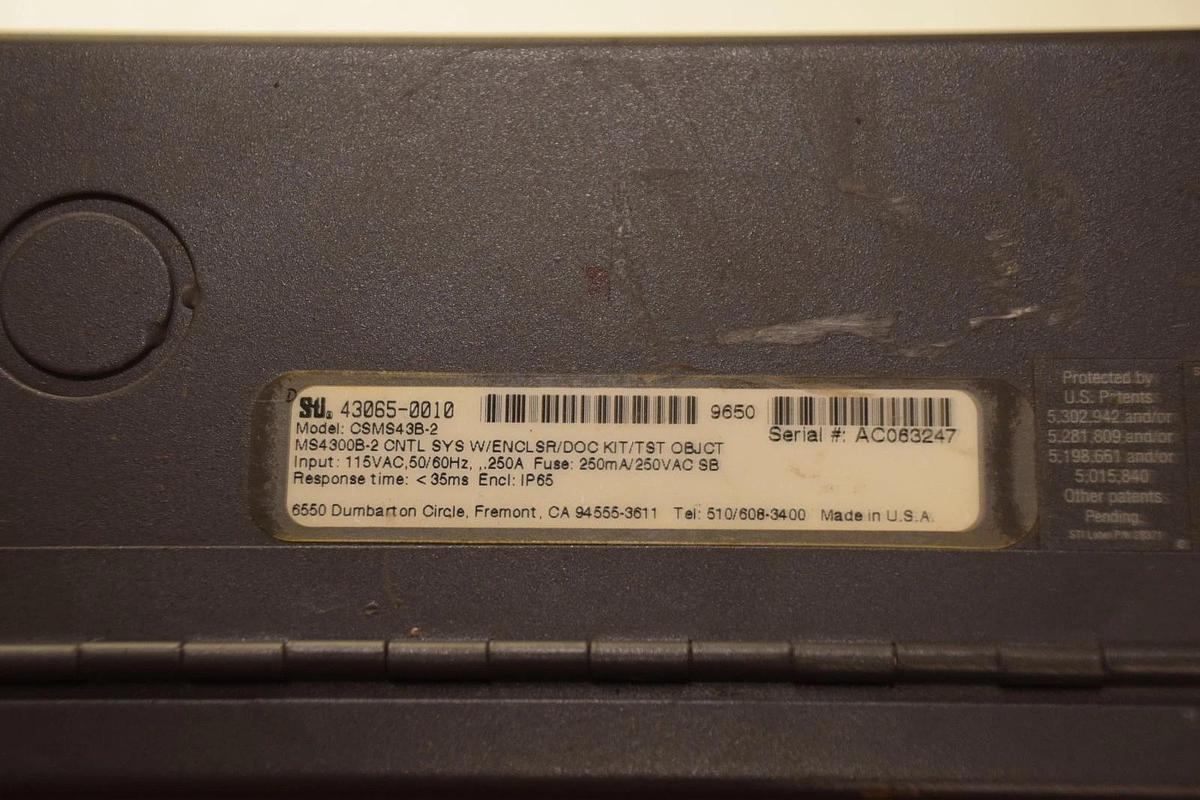 D
STI. 43065-0010 9650
Model: CSMS43B-2
Serial #: AC063247
MS4300B-2 CNTL SYS W/ENCLSR/DOC KIT/TST OBJCT
Input: 115VAC,50/60Hz, ,.250A Fuse: 250mA/250VAC SB
Response time: <35ms Encl: IP65
6550 Dumbarton Circle, Fremont, CA 94555-3611 Tel: 510/608-3400 Made in U.S.A.
Protected by
U.S. Patents
5,302,942 and/or
5,281,809 and/or
5,198,661 and/or
5,015,840
Other patents
Pending.
STI Label P/N